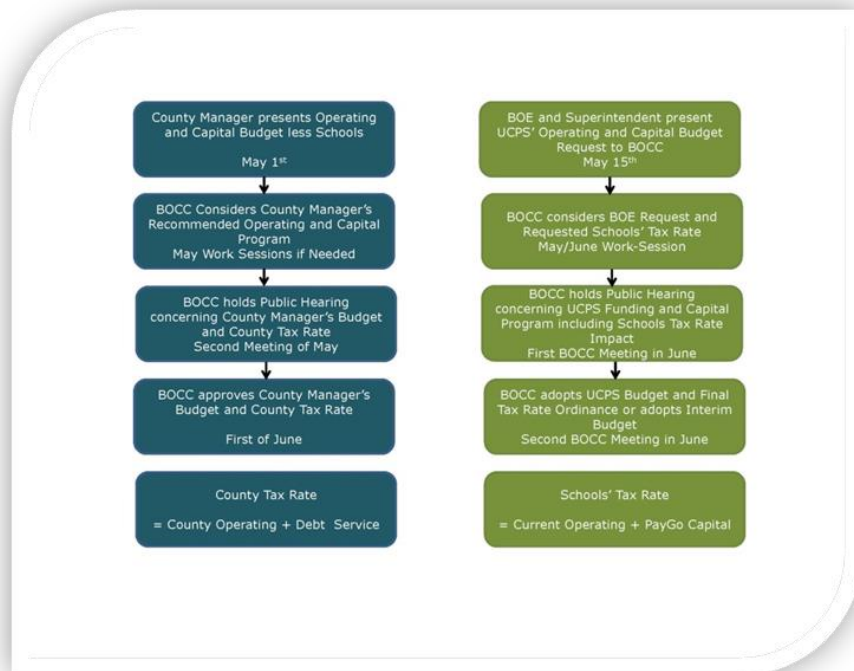 County Manager presents Operating
and Capital Budget less Schools
May 1st
BOCC Considers County Manager's
Recommended Operating and Capital
Program
May Work Sessions if Needed
BOCC holds Public Hearing
concerning County Manager's Budget
and County Tax Rate
Second Meeting of May
BOCC approves County Manager's
Budget and County Tax Rate
First of June
County Tax Rate
= County Operating + Debt Service
BOE and Superintendent present
UCPS' Operating and Capital Budget
Request to BOCC
May 15th
BOCC considers BOE Request and
Requested Schools' Tax Rate
May/June Work-Session
BOCC holds Public Hearing
concerning UCPS Funding and Capital
Program including Schools Tax Rate
Impact
First BOCC Meeting in June
BOCC adopts UCPS Budget and Final
Tax Rate Ordinance or adopts Interim
Budget
Second BOCC Meeting in June
Schools' Tax Rate
= Current Operating + PayGo Capital